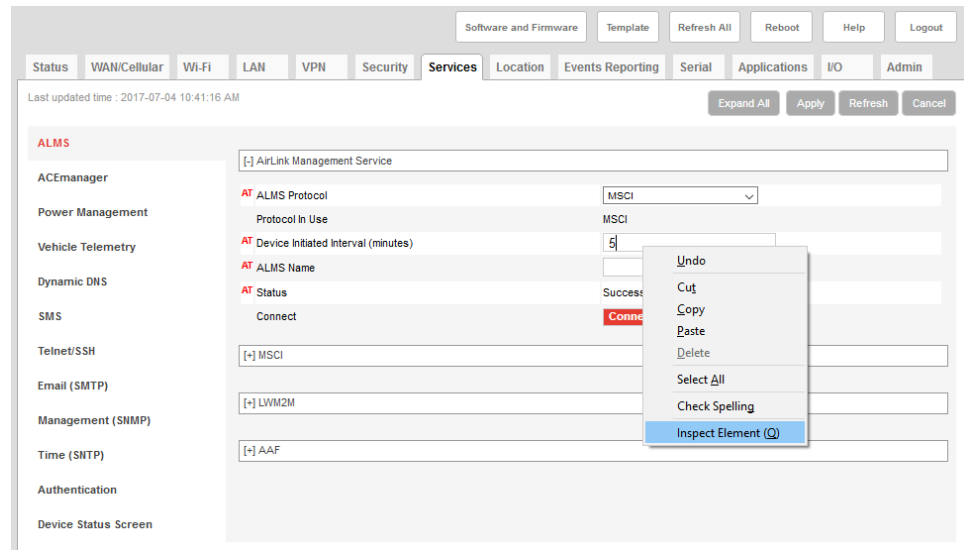 Software and Firmware Template Refresh All Reboot Help Logout
Status WAN/Cellular Wi-Fi LAN VPN Security Services Location Events Reporting Serial Applications I/O Admin
Last updated time : 2017-07-04 10:41:16 AM
Expand All Apply Refresh Cancel
ALMS
ACEmanager
Power Management
Vehicle Telemetry
Dynamic DNS
SMS
Telnet/SSH
Email (SMTP)
Management (SNMP)
Time (SNTP)
Authentication
Device Status Screen
[-] AirLink Management Service
AT ALMS Protocol MSCI
Protocol In Use MSCI
AT Device Initiated Interval (minutes) 5
AT ALMS Name
AT Status Success
Connect Conne
[+] MSCI
[+] LWM2M
[+] AAF
Undo
Cut
Copy
Paste
Delete
Select All
Check Spelling
Inspect Element (Q)